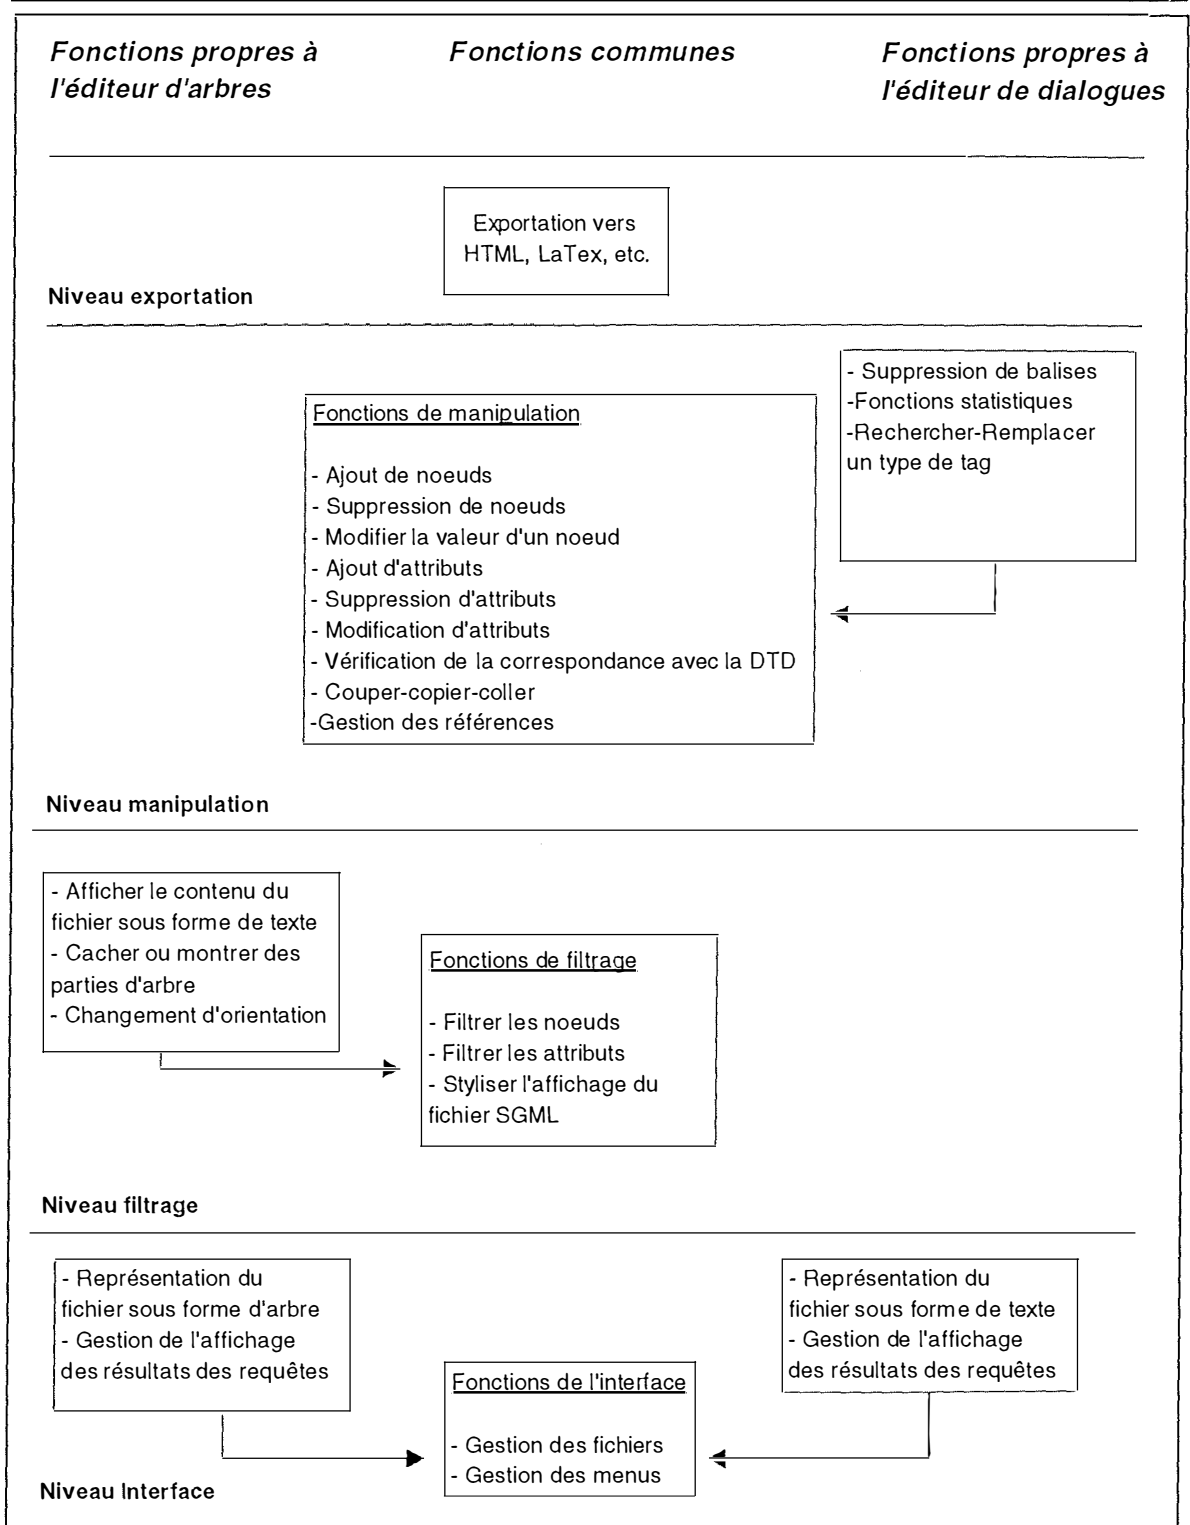 Fonctions propres à
l'éditeur d'arbres
Fonctions communes
Fonctions propres à
l'éditeur de dialogues
Exportation vers
HTML, LaTex, etc.
Niveau exportation
- Suppression de balises
-Fonctions statistiques
-Rechercher-Remplacer
un type de tag
Fonctions de manipulation
- Ajout de noeuds
- Suppression de noeuds
- Modifier la valeur d'un noeud
- Ajout d'attributs
- Suppression d'attributs
- Modification d'attributs
- Vérification de la correspondance avec la DTD
- Couper-copier-coller
-Gestion des références
Niveau manipulation
- Afficher le contenu du
fichier sous forme de texte
- Cacher ou montrer des
parties d'arbre
- Changement d'orientation
Fonctions de filtrage
- Filtrer les noeuds
- Filtrer les attributs
- Styliser l'affichage du
fichier SGML
Niveau filtrage
- Représentation du
fichier sous forme d'arbre
- Gestion de l'affichage
des résultats des requêtes
- Représentation du
fichier sous forme de texte
- Gestion de l'affichage
des résultats des requêtes
Fonctions de l'interface
- Gestion des fichiers
- Gestion des menus
Niveau Interface